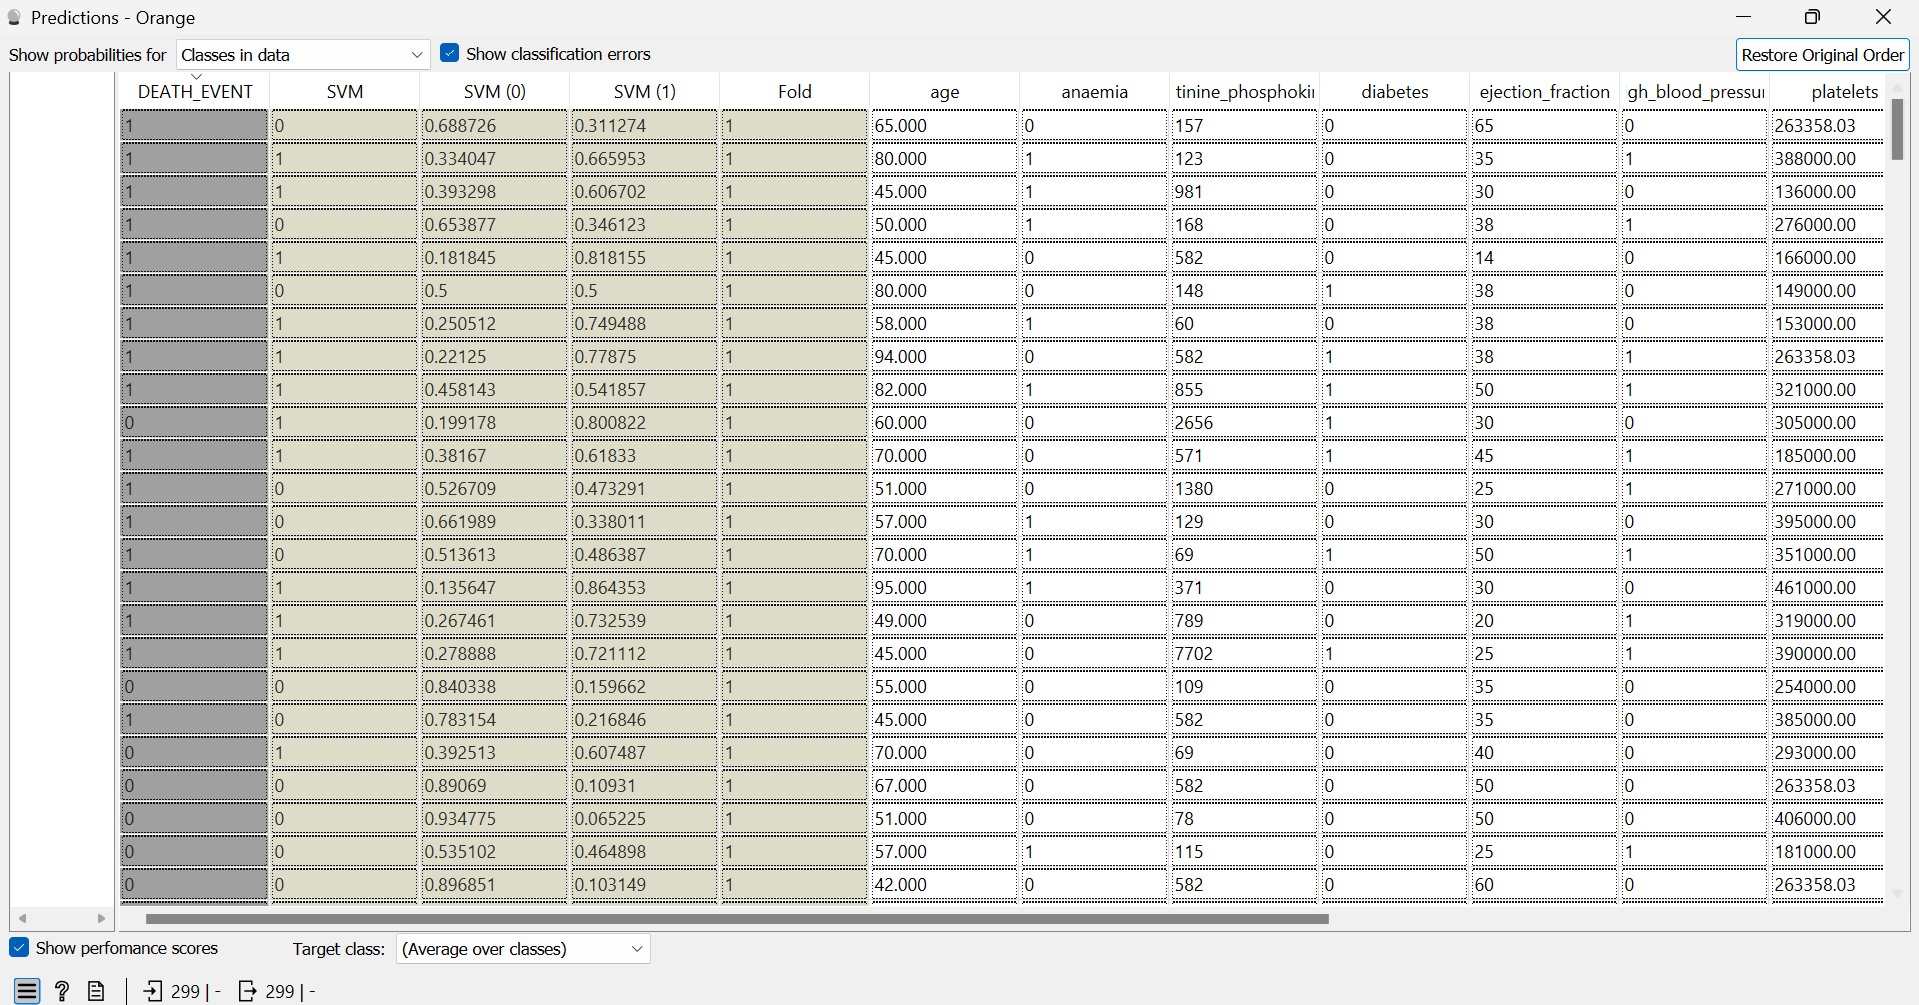 Predictions - Orange
Show probabilities for Classes in data Show classification errors Restore Original Order
DEATH_EVENT SVM SVM (0) SVM (1) Fold age anaemia tinine_phosphokii diabetes ejection_fraction gh_blood_pressui platelets
1 0 0.688726 0.311274 1 65.000 0 157 0 65 0 263358.03
1 1 0.334047 0.665953 1 80.000 1 123 0 35 1 388000.00
1 1 0.393298 0.606702 1 45.000 1 981 0 30 0 136000.00
1 0 0.653877 0.346123 1 50.000 1 168 0 38 1 276000.00
1 1 0.181845 0.818155 1 45.000 0 582 0 14 0 166000.00
1 0 0.5 0.5 1 80.000 0 148 1 38 0 149000.00
1 1 0.250512 0.749488 1 58.000 1 60 0 38 0 153000.00
1 1 0.22125 0.77875 1 94.000 0 582 1 38 1 263358.03
1 1 0.458143 0.541857 1 82.000 1 855 1 50 1 321000.00
0 1 0.199178 0.800822 1 60.000 0 2656 1 30 0 305000.00
1 1 0.38167 0.61833 1 70.000 0 571 1 45 1 185000.00
1 0 0.526709 0.473291 1 51.000 0 1380 0 25 1 271000.00
1 0 0.661989 0.338011 1 57.000 1 129 0 30 0 395000.00
1 0 0.513613 0.486387 1 70.000 1 69 1 50 1 351000.00
1 1 0.135647 0.864353 1 95.000 1 371 0 30 0 461000.00
1 1 0.267461 0.732539 1 49.000 0 789 0 20 1 319000.00
1 1 0.278888 0.721112 1 45.000 0 7702 1 25 1 390000.00
0 0 0.840338 0.159662 1 55.000 0 109 0 35 0 254000.00
1 0 0.783154 0.216846 1 45.000 0 582 0 35 0 385000.00
0 1 0.392513 0.607487 1 70.000 0 69 0 40 0 293000.00
0 0 0.89069 0.10931 1 67.000 0 582 0 50 0 263358.03
0 0 0.934775 0.065225 1 51.000 0 78 0 50 0 406000.00
0 0 0.535102 0.464898 1 57.000 1 115 0 25 1 181000.00
0 0 0.896851 0.103149 1 42.000 0 582 0 60 0 263358.03
Show perfomance scores Target class: (Average over classes)
? 299 | - 299 | -